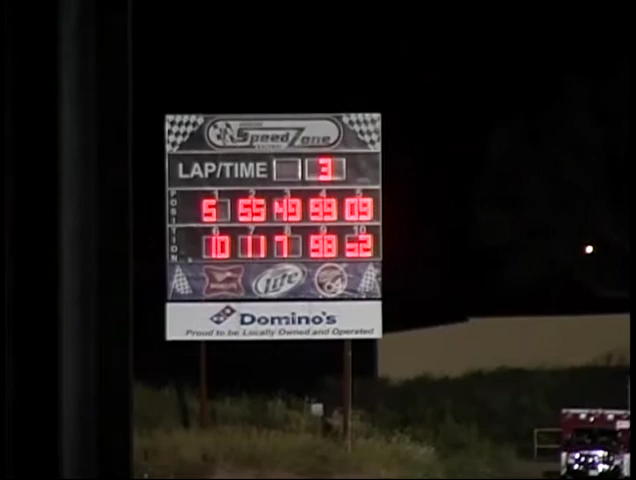 SpeedZone
LAP/TIME 3
POSITION
1 2 3 4 5
5 55 49 99 09
6 7 8 9 10
10 11 7 98 52
Lite
64
Domino's
Proud to be Locally Owned and Operated